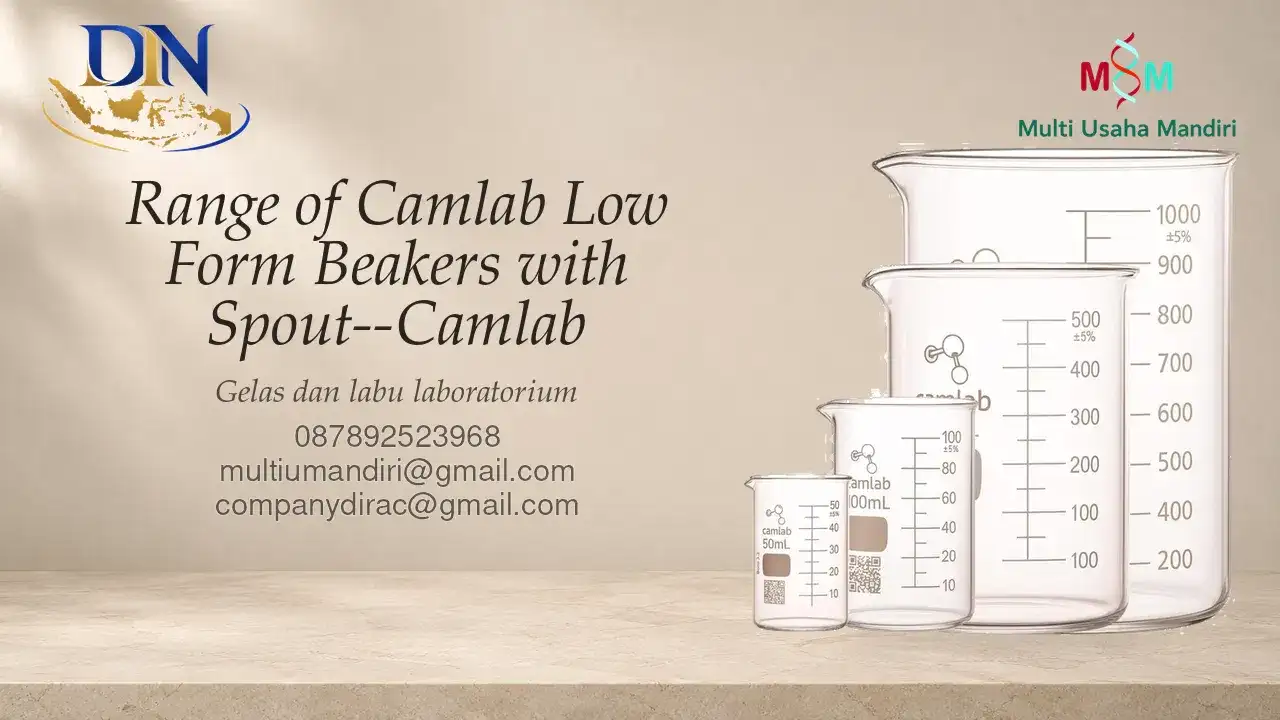 DN
M M
Multi Usaha Mandiri
Range of Camlab Low
Form Beakers with
Spout--Camlab
Gelas dan labu laboratorium
087892523968
multiumandiri@gmail.com
companydirac@gmail.com
1000
±5%
900
800
700
600
500
400
200
500
±5%
400
300
200
100
100
camlab
100
±5%
80
60
40
20
10
camlab
100mL
50
±5%
40
30
20
10
camlab
50mL